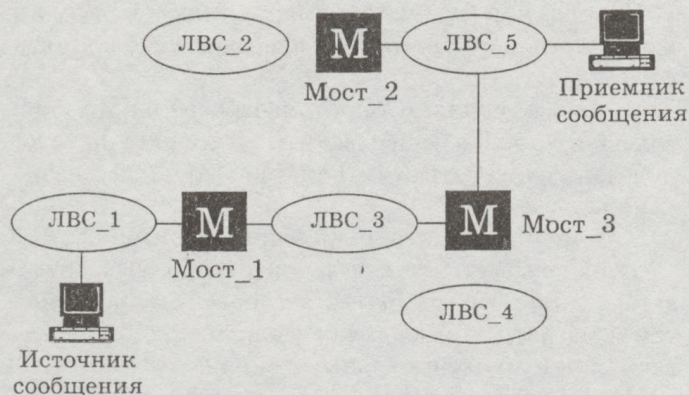 ЛВС_2
М
ЛВС_5
Мост_2
Приемник
сообщения
ЛВС_1
М
ЛВС_3
М
Мост_3
Мост_1
ЛВС_4
Источник
сообщения